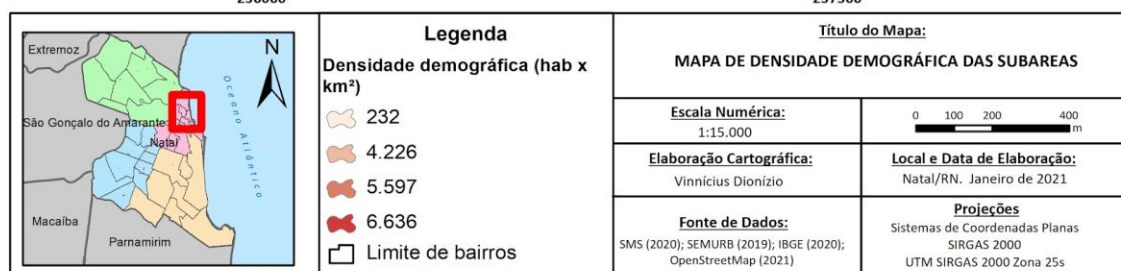 Extremoz
N
São Gonçalo do Amarante
Natal
Oceano Atlântico
Macaíba
Parnamirim
Legenda
Densidade demográfica (hab x
km²)
232
4.226
5.597
6.636
Limite de bairros
Título do Mapa:
MAPA DE DENSIDADE DEMOGRÁFICA DAS SUBAREAS
Escala Numérica:
1:15.000
0 100 200 400
m
Elaboração Cartográfica:
Vinnícius Dionízio
Local e Data de Elaboração:
Natal/RN. Janeiro de 2021
Fonte de Dados:
SMS (2020); SEMURB (2019); IBGE (2020);
OpenStreetMap (2021)
Projeções
Sistemas de Coordenadas Planas
SIRGAS 2000
UTM SIRGAS 2000 Zona 25s